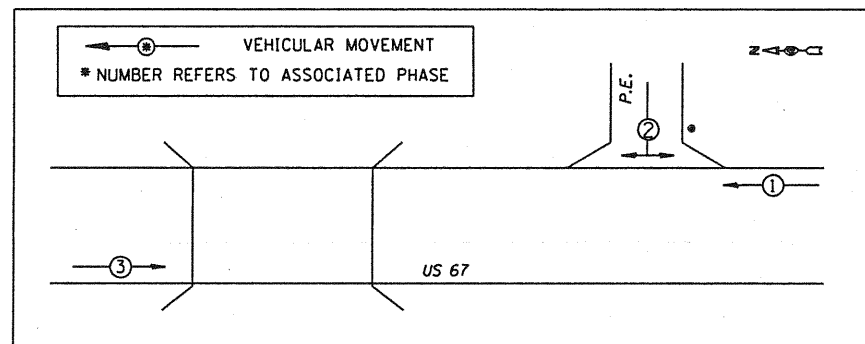 * VEHICULAR MOVEMENT
* NUMBER REFERS TO ASSOCIATED PHASE
N
P.E.
2
1
3
US 67